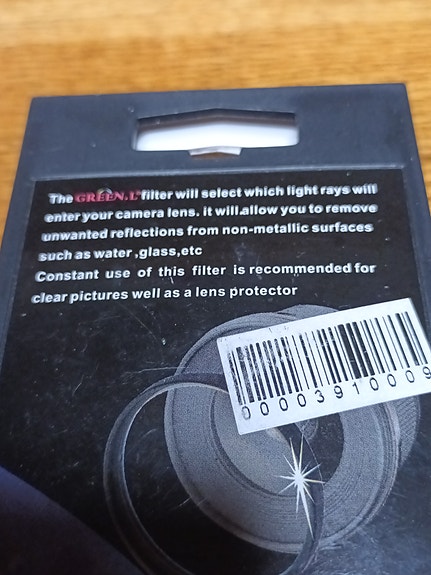 The GREEN.L filter will select which light rays will
enter your camera lens. it will.allow you to remove
unwanted reflections from non-metallic surfaces
such as water ,glass,etc
Constant use of this filter is recommended for
clear pictures well as a lens protector
00003910009